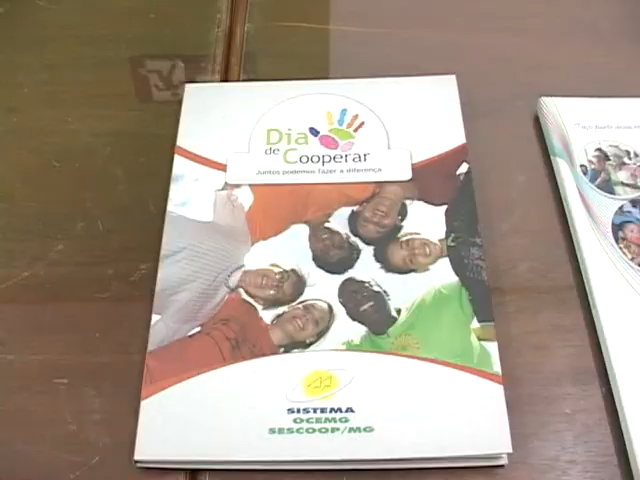 Dia
de
Cooperar
Juntos podemos fazer a diferença
SISTEMA
OCEMG
SESCOOP/MG